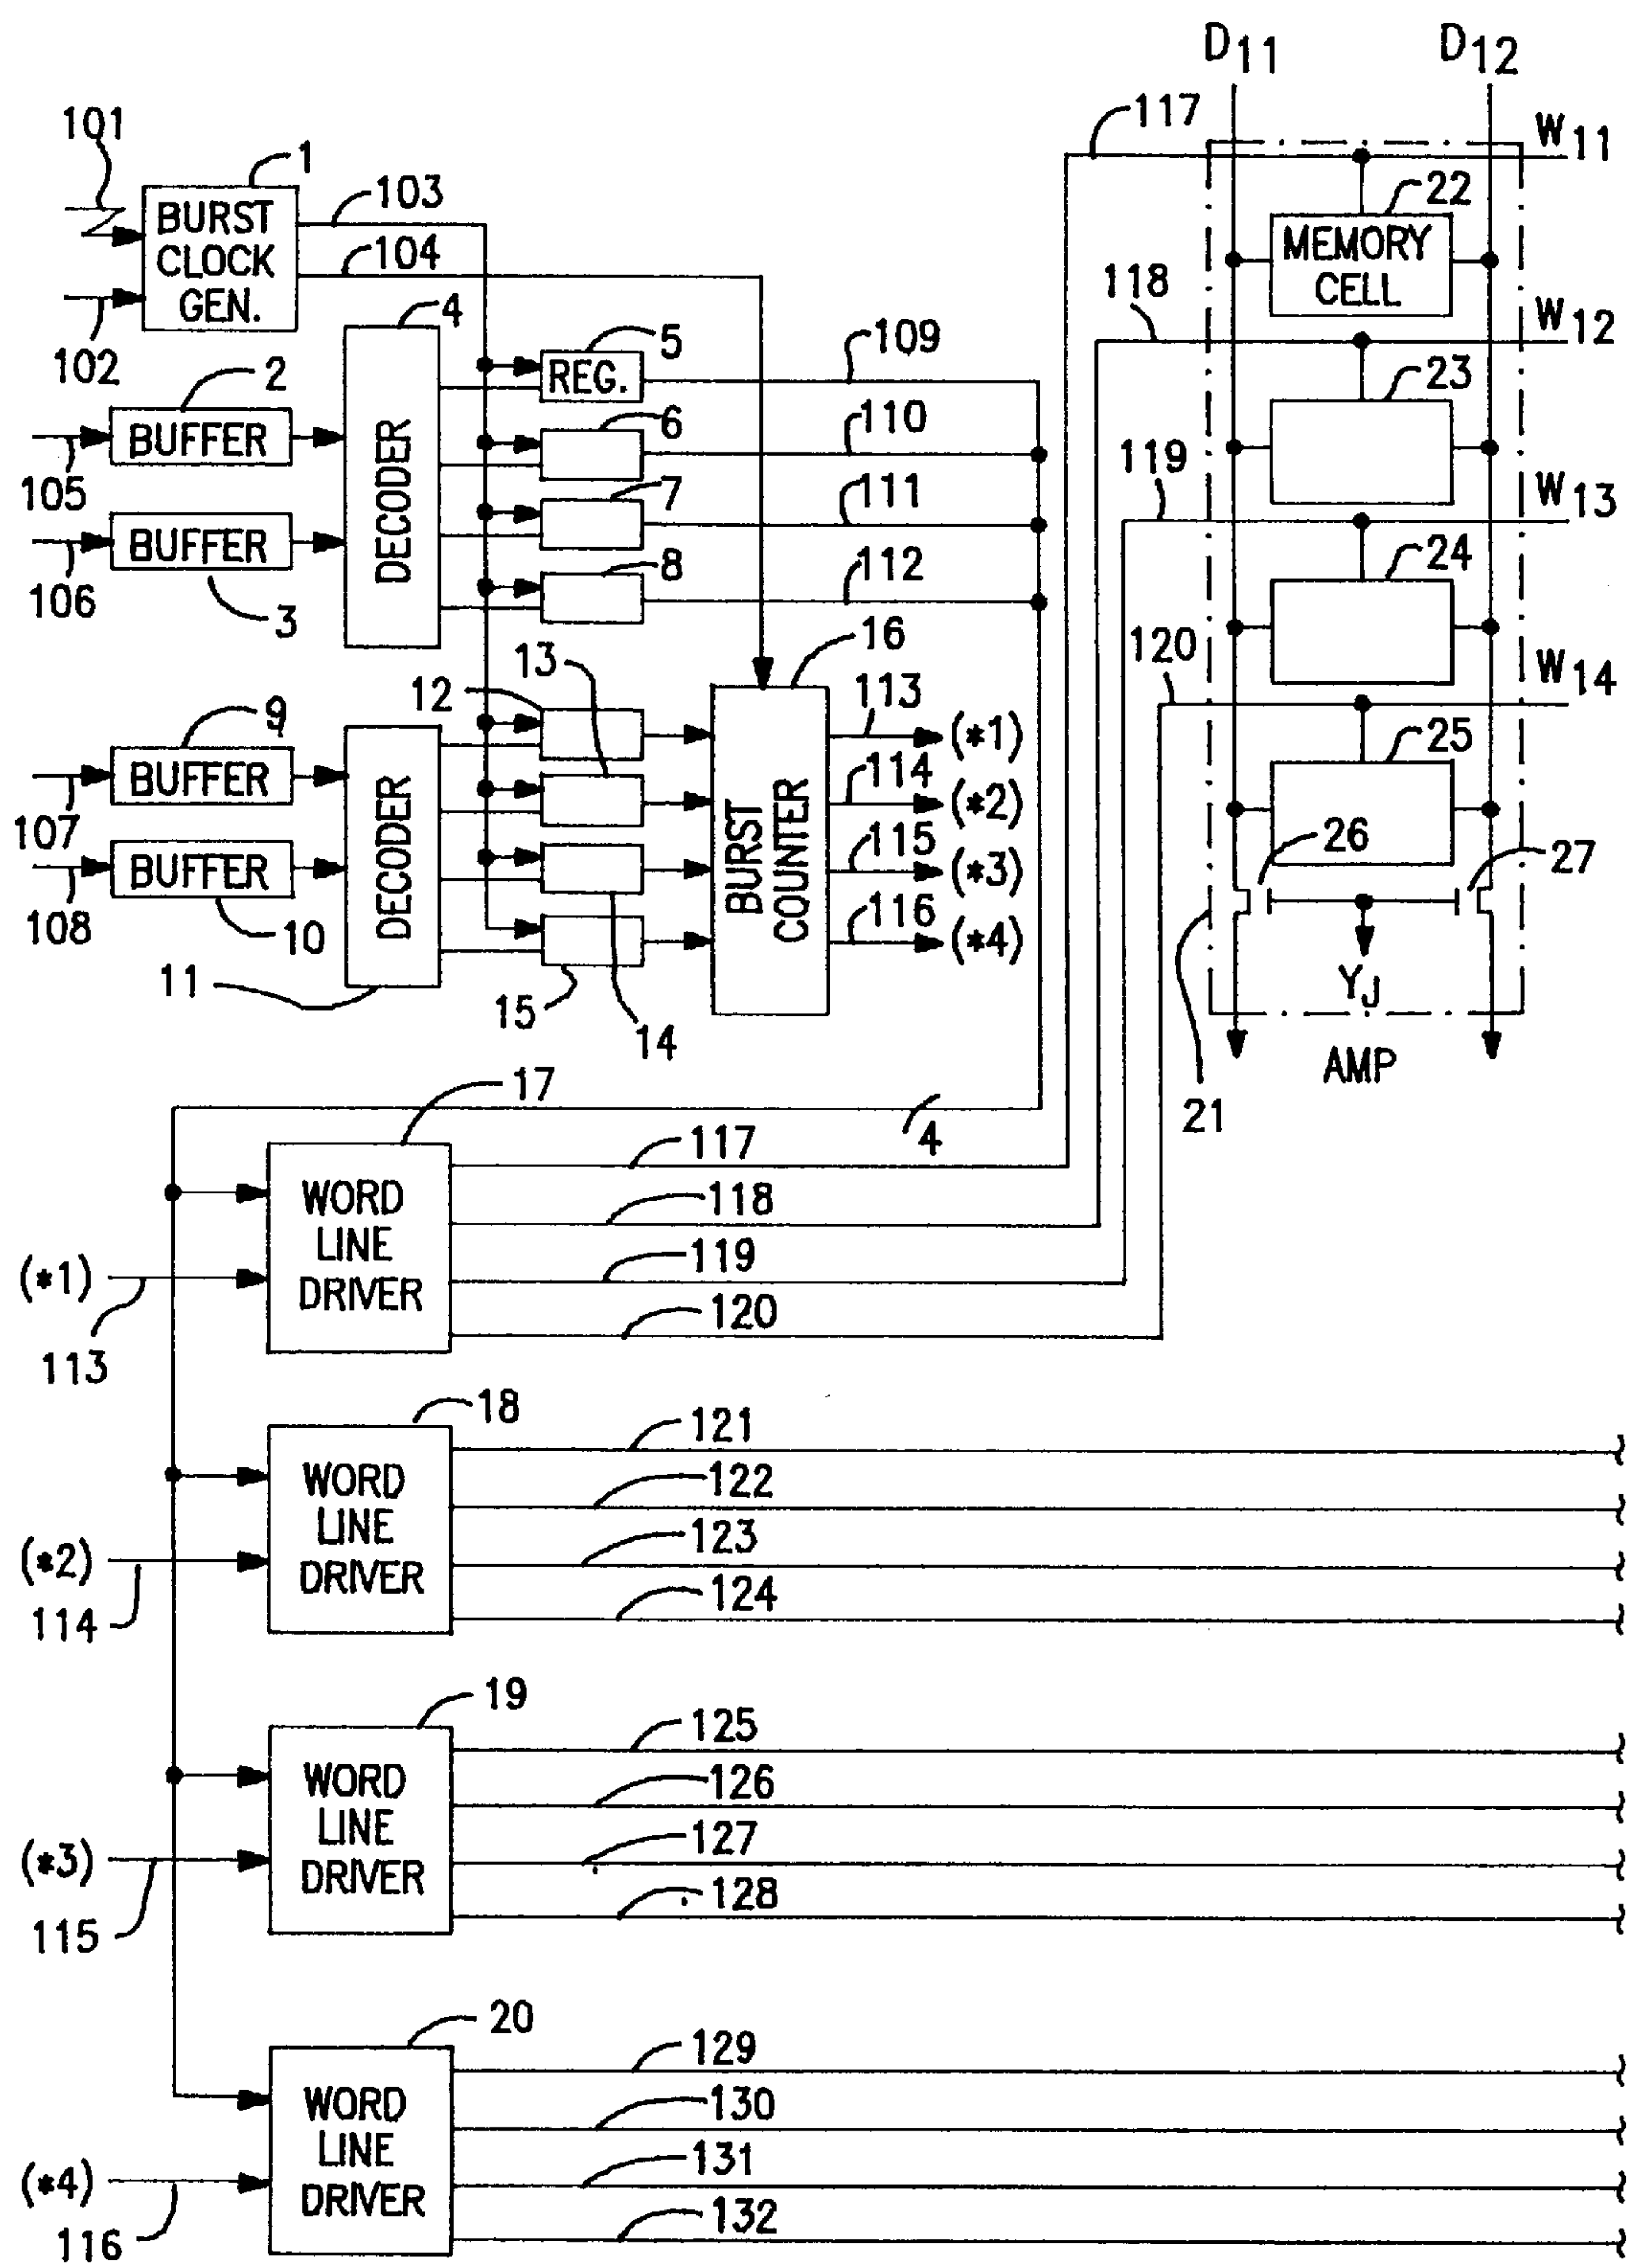 D11 D12
117
W11
101
1
103
BURST
CLOCK
GEN.
104
102
22
MEMORY
CELL
118
W12
4
5
REG.
109
2
BUFFER
105
DECODER
6
110
23
119
W13
7
111
BUFFER
106
3
8
112
24
120
W14
16
13
12
113
(*1)
25
9
BUFFER
107
DECODER
114
(*2)
BURST
COUNTER
26
27
115
(*3)
BUFFER
108
10
116
(*4)
YJ
11
15
14
AMP
21
17
4
117
WORD
LINE
DRIVER
118
119
(*1)
120
113
18
121
WORD
LINE
DRIVER
122
123
(*2)
124
114
19
125
WORD
LINE
DRIVER
126
127
(*3)
128
115
20
129
WORD
LINE
DRIVER
130
131
(*4)
132
116